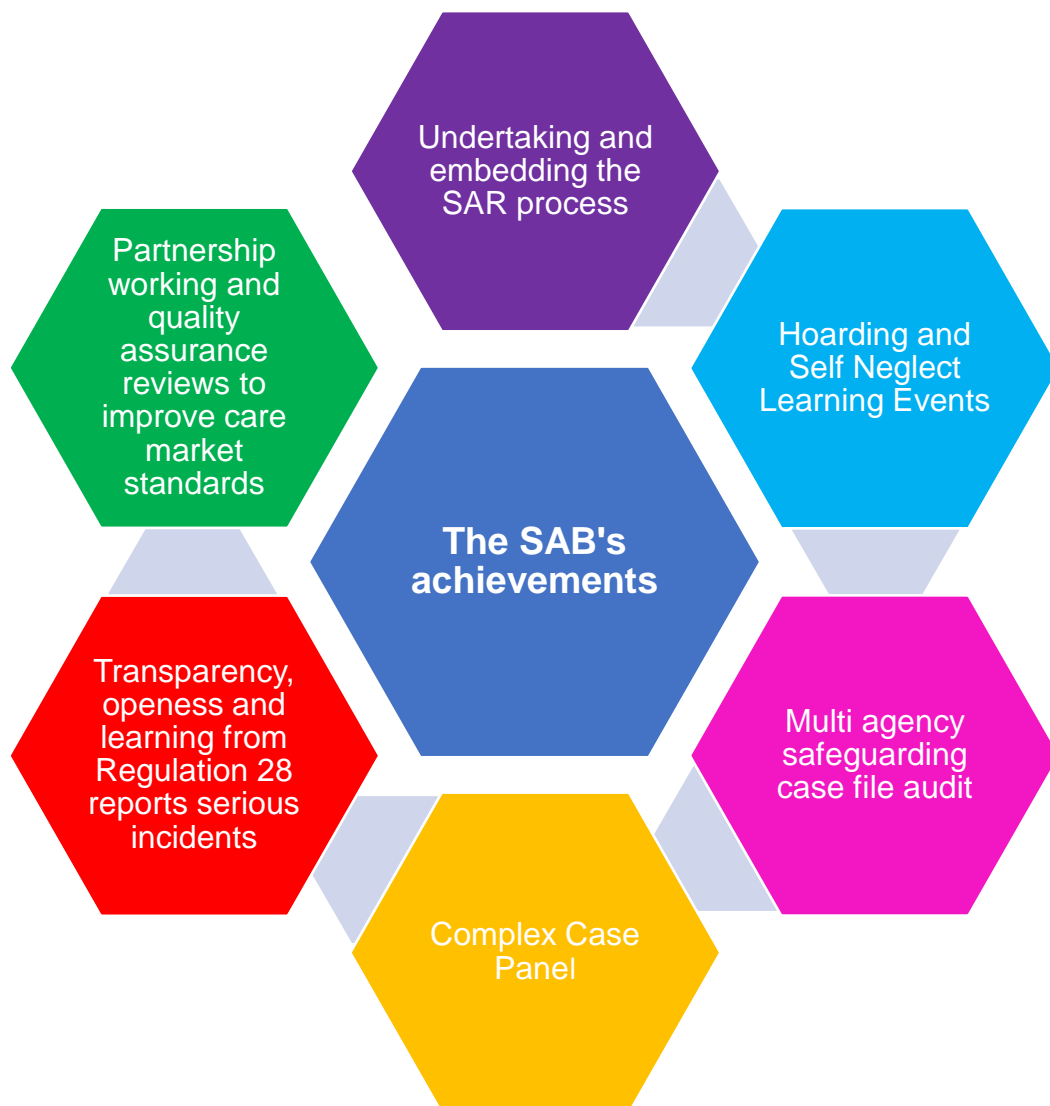 Undertaking and
embedding the
SAR process
Hoarding and
Self Neglect
Learning Events
Multi agency
safeguarding
case file audit
Complex Case
Panel
Transparency,
openess and
learning from
Regulation 28
reports serious
incidents
Partnership
working and
quality
assurance
reviews to
improve care
market
standards
The SAB's
achievements